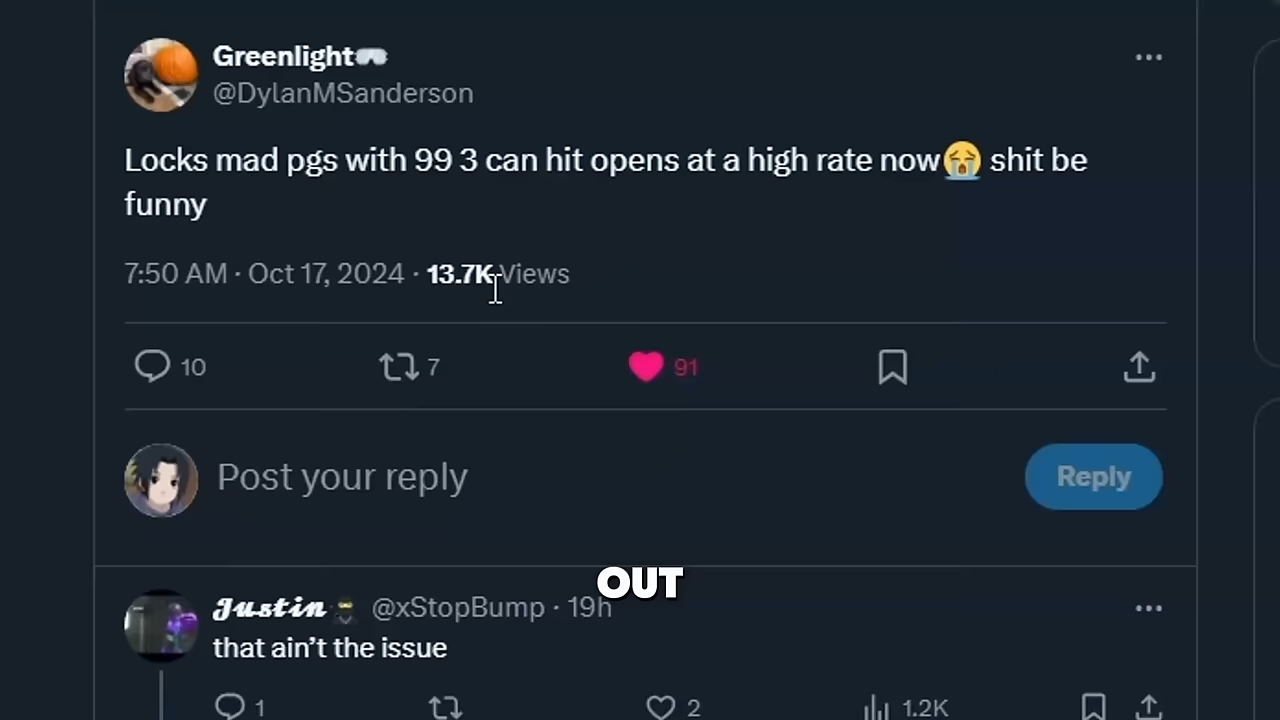 Greenlight
@DylanMSanderson
Locks mad pgs with 99 3 can hit opens at a high rate now😭 shit be
funny
7:50 AM · Oct 17, 2024 · 13.7K Views
10 7 91
Post your reply
Reply
OUT
𝓙𝓾𝓼𝓽𝓲𝓷 @xStopBump · 19h
that ain’t the issue
1 2 1.2K